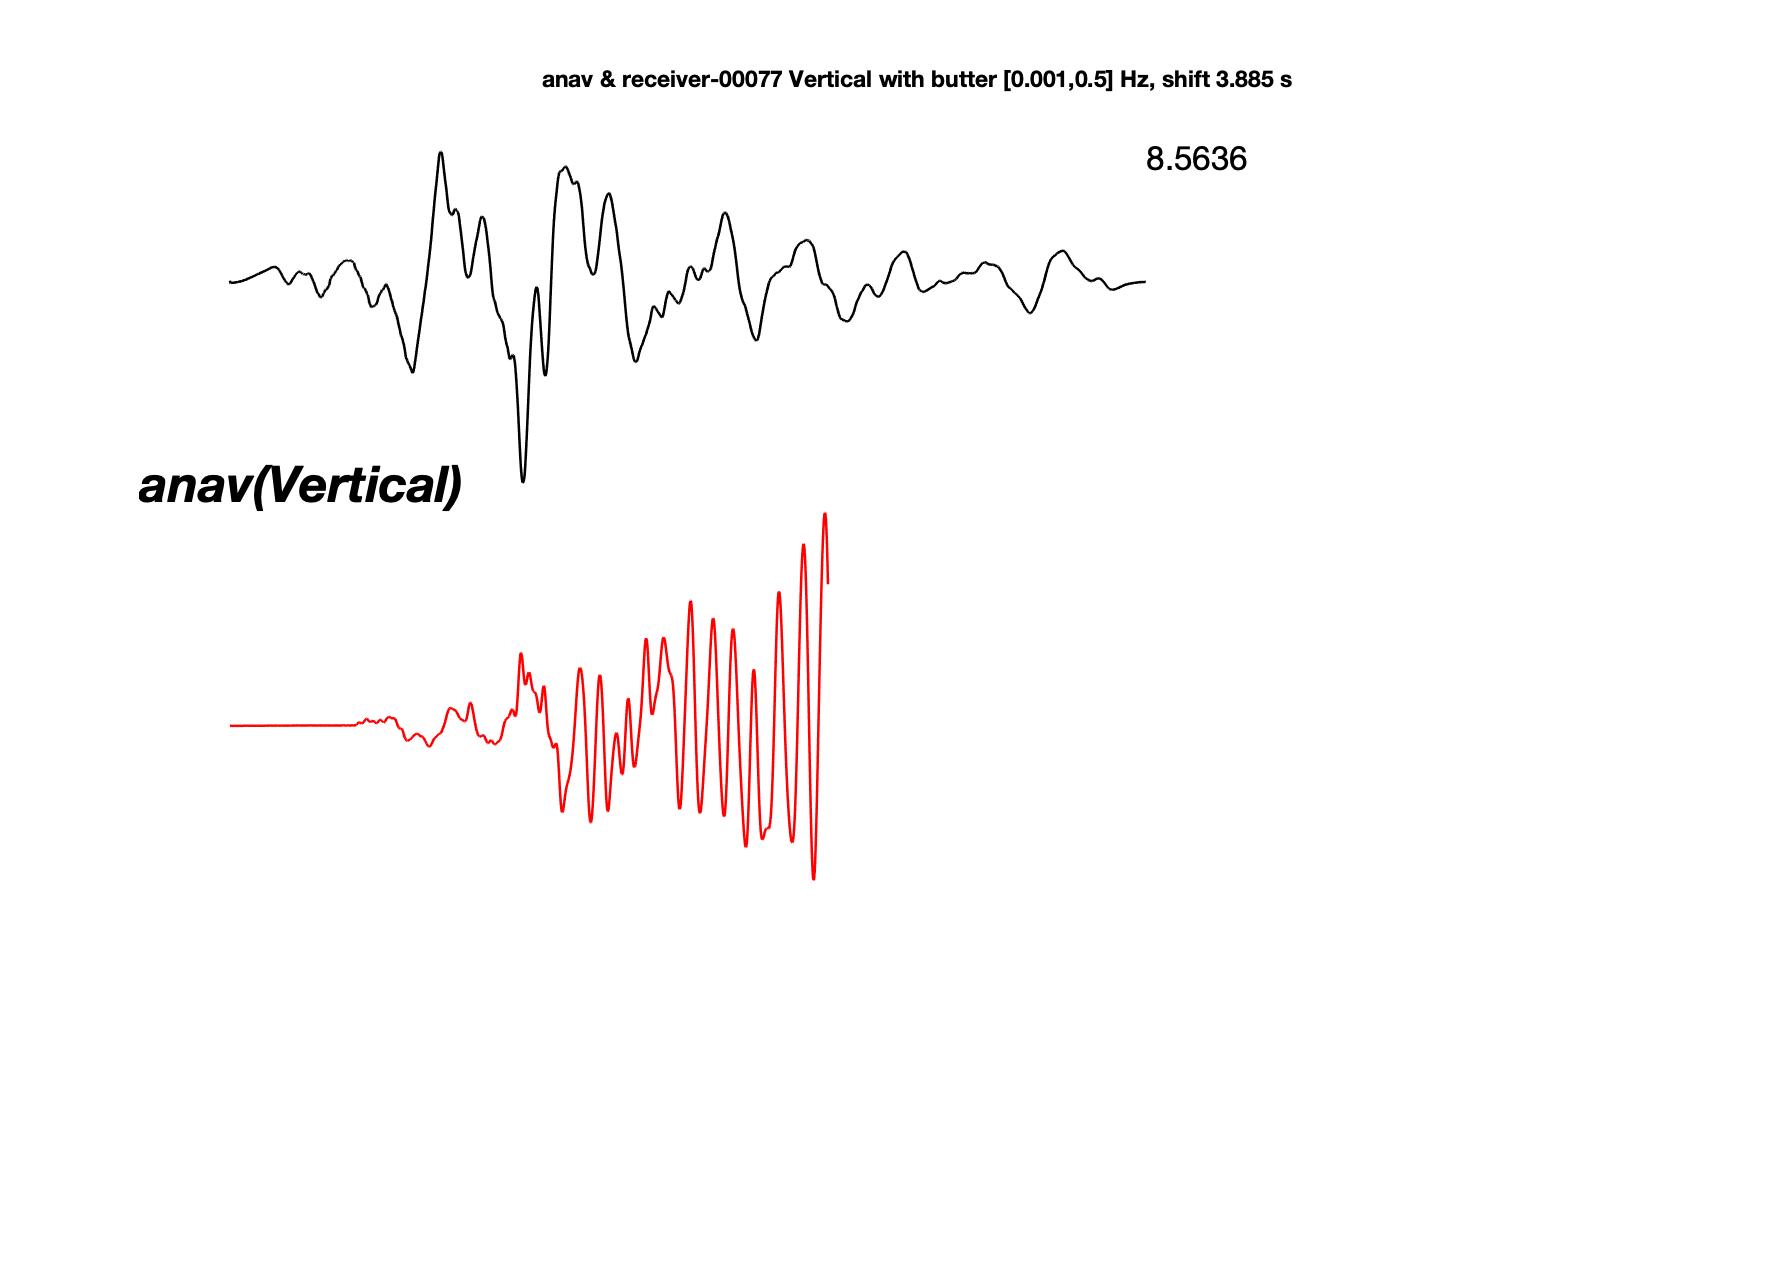 anav & receiver-00077 Vertical with butter [0.001,0.5] Hz, shift 3.885 s
8.5636
anav(Vertical)